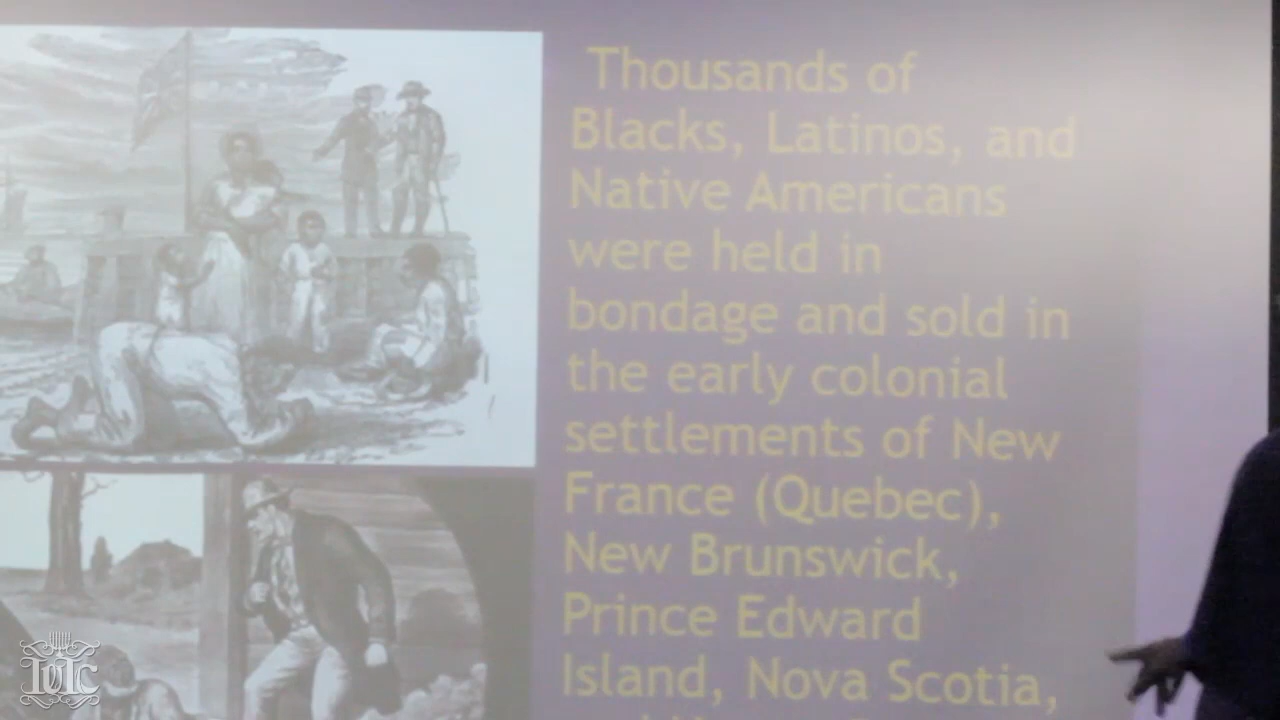 Thousands of
Blacks, Latinos, and
Native Americans
were held in
bondage and sold in
the early colonial
settlements of New
France (Quebec),
New Brunswick,
Prince Edward
Island, Nova Scotia,
IUIC